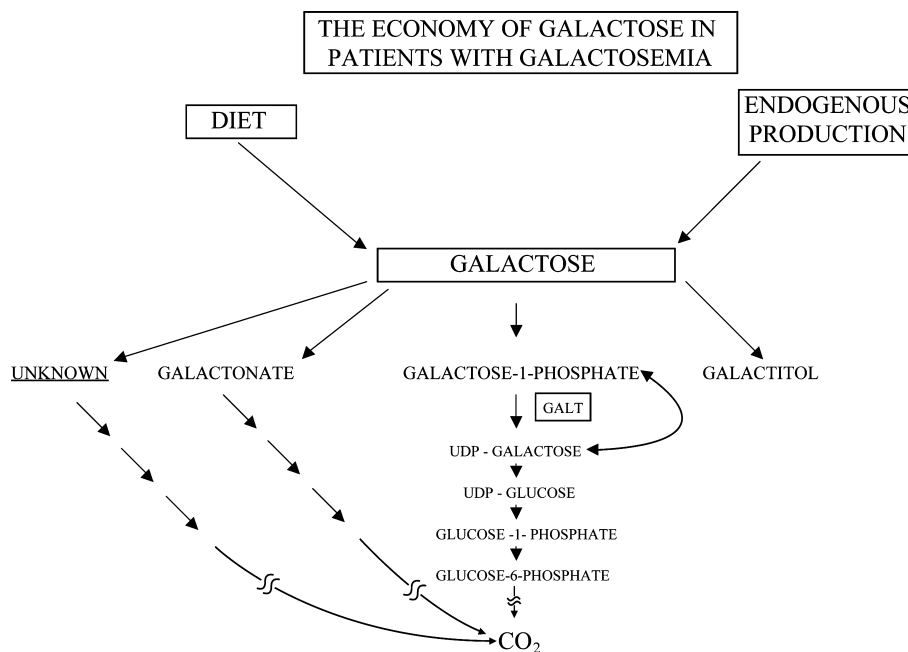 THE ECONOMY OF GALACTOSE IN
PATIENTS WITH GALACTOSEMIA
DIET
ENDOGENOUS
PRODUCTION
GALACTOSE
UNKNOWN
GALACTONATE
GALACTOSE-1-PHOSPHATE
GALACTITOL
GALT
UDP - GALACTOSE
UDP - GLUCOSE
GLUCOSE -1- PHOSPHATE
GLUCOSE-6-PHOSPHATE
CO₂